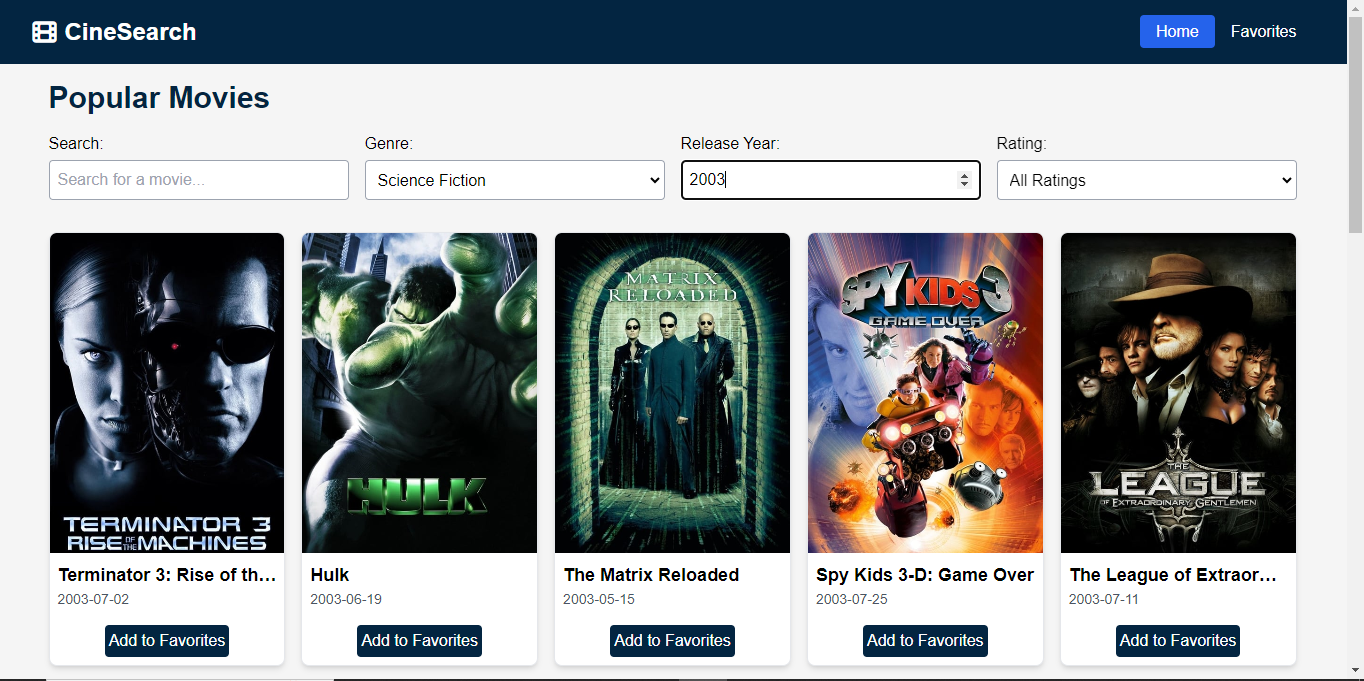 CineSearch
Home
Favorites
Popular Movies
Search:
Genre:
Release Year:
Rating:
Search for a movie...
Science Fiction
2003
All Ratings
TERMINATOR 3
RISE OF THE MACHINES
HULK
THE
MATRIX
RELOADED
SPY KIDS 3
GAME OVER
THE
LEAGUE
OF EXTRAORDINARY GENTLEMEN
Terminator 3: Rise of th...
Hulk
The Matrix Reloaded
Spy Kids 3-D: Game Over
The League of Extraor...
2003-07-02
2003-06-19
2003-05-15
2003-07-25
2003-07-11
Add to Favorites
Add to Favorites
Add to Favorites
Add to Favorites
Add to Favorites